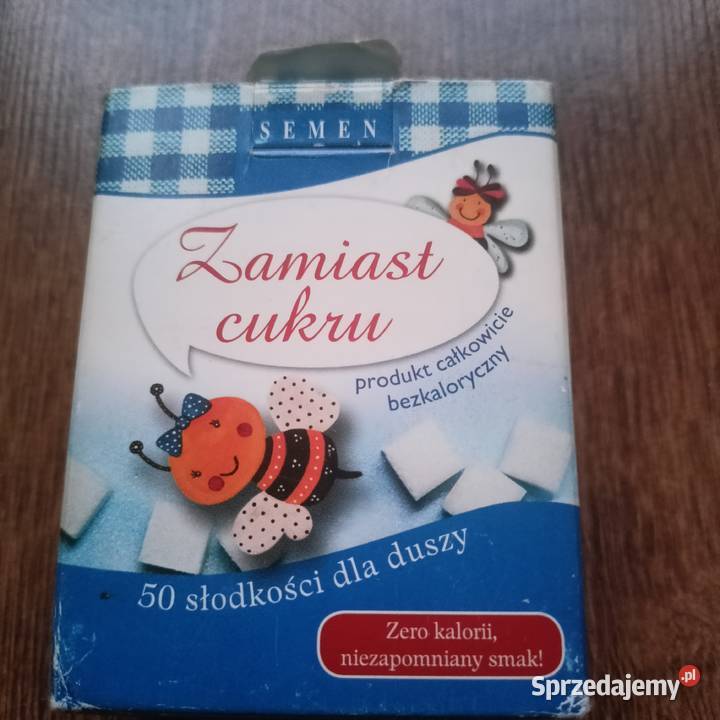 SEMEN
Zamiast
cukru
produkt całkowicie
bezkaloryczny
50 słodkości dla duszy
Zero kalorii,
niezapomniany smak!
Sprzedajemy.pl